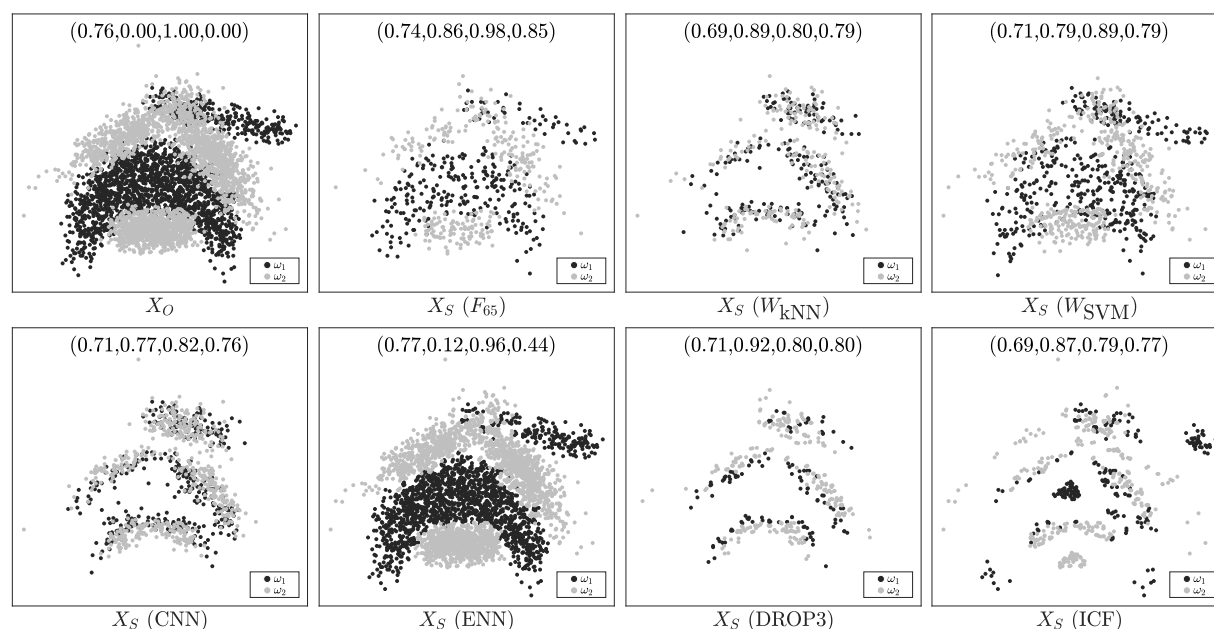 (0.76,0.00,1.00,0.00)
ω1
ω2
X_O
(0.74,0.86,0.98,0.85)
ω1
ω2
X_S (F_65)
(0.69,0.89,0.80,0.79)
ω1
ω2
X_S (W_kNN)
(0.71,0.79,0.89,0.79)
ω1
ω2
X_S (W_SVM)
(0.71,0.77,0.82,0.76)
ω1
ω2
X_S (CNN)
(0.77,0.12,0.96,0.44)
ω1
ω2
X_S (ENN)
(0.71,0.92,0.80,0.80)
ω1
ω2
X_S (DROP3)
(0.69,0.87,0.79,0.77)
ω1
ω2
X_S (ICF)